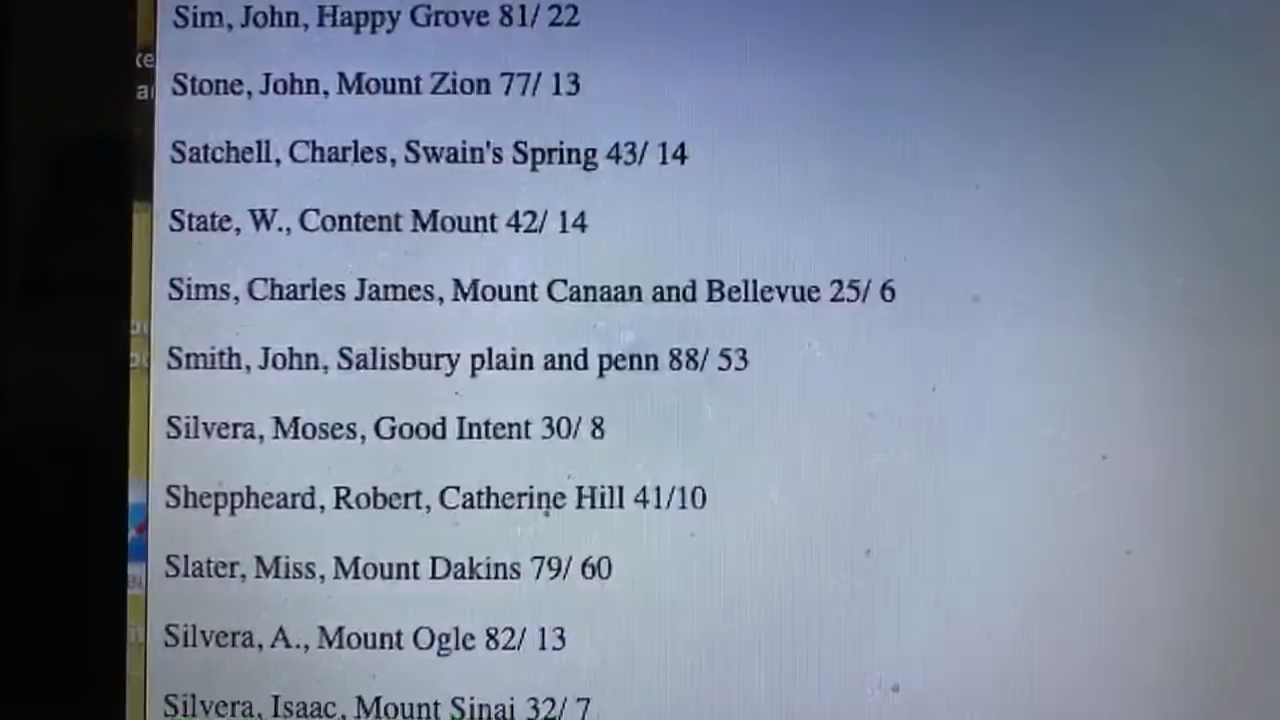 Sim, John, Happy Grove 81/ 22
Stone, John, Mount Zion 77/ 13
Satchell, Charles, Swain's Spring 43/ 14
State, W., Content Mount 42/ 14
Sims, Charles James, Mount Canaan and Bellevue 25/ 6
Smith, John, Salisbury plain and penn 88/ 53
Silvera, Moses, Good Intent 30/ 8
Sheppheard, Robert, Catherine Hill 41/10
Slater, Miss, Mount Dakins 79/ 60
Silvera, A., Mount Ogle 82/ 13
Silvera, Isaac, Mount Sinai 32/ 7